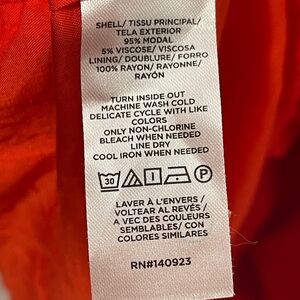 SHELL/ TISSU PRINCIPAL/
TELA EXTERIOR
95% MODAL
5% VISCOSE/ VISCOSA
LINING/ DOUBLURE/ FORRO
100% RAYON/ RAYONNE/
RAYÓN
TURN INSIDE OUT
MACHINE WASH COLD
DELICATE CYCLE WITH LIKE
COLORS
ONLY NON-CHLORINE
BLEACH WHEN NEEDED
LINE DRY
COOL IRON WHEN NEEDED
30 P
LAVER À L'ENVERS /
VOLTEAR AL REVÉS /
A VEC DES COULEURS
SEMBLABLES/ CON
COLORES SIMILARES
RN#140923